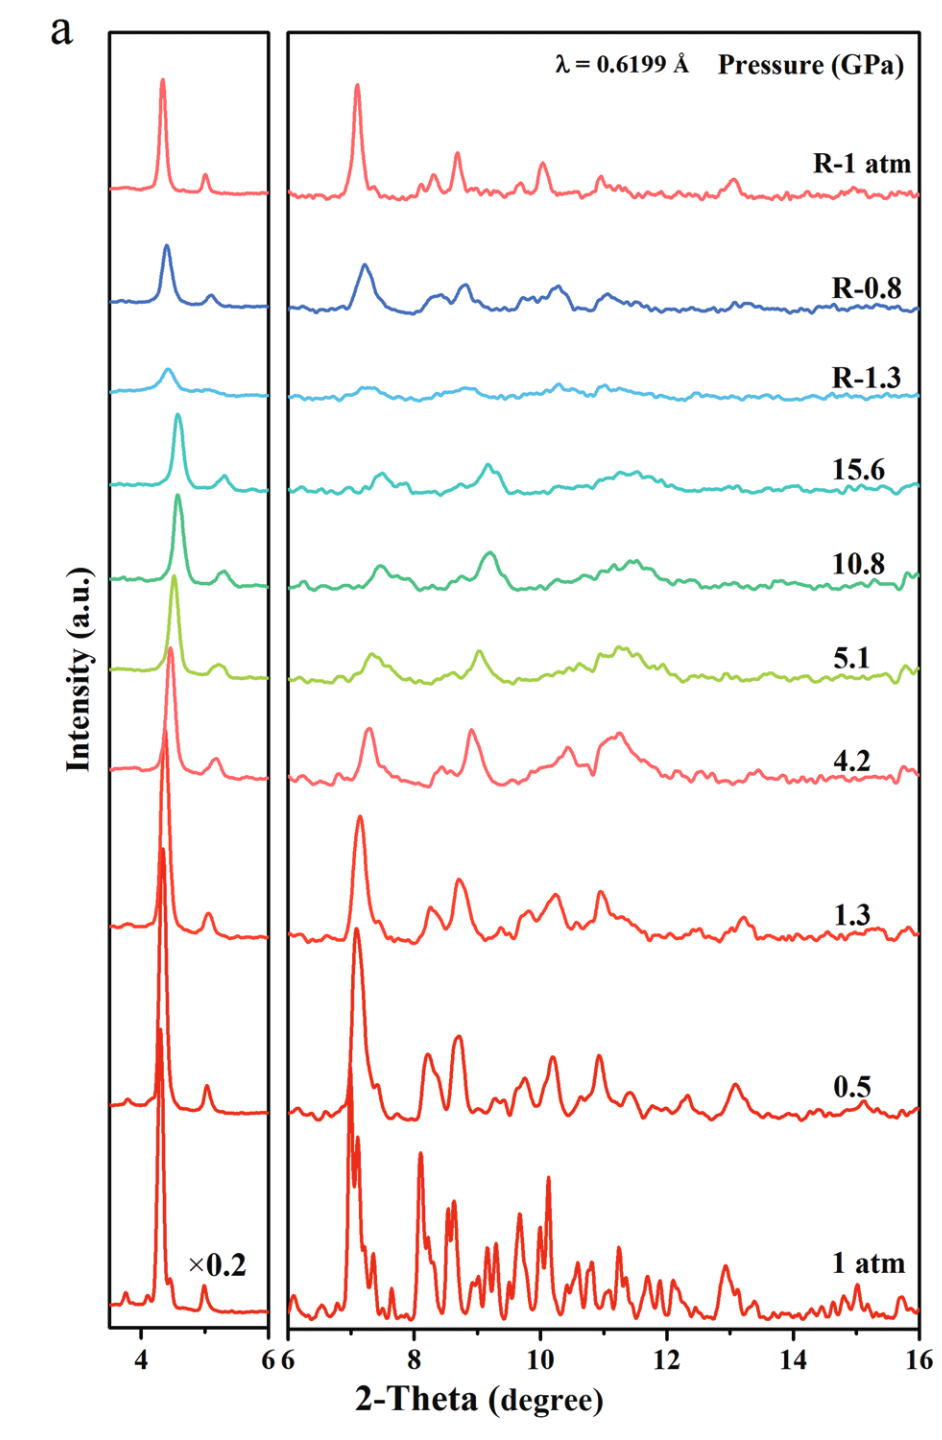 a
λ = 0.6199 Å Pressure (GPa)
R-1 atm
R-0.8
R-1.3
15.6
10.8
5.1
4.2
1.3
0.5
×0.2
1 atm
Intensity (a.u.)
4 6 6 8 10 12 14 16
2-Theta (degree)